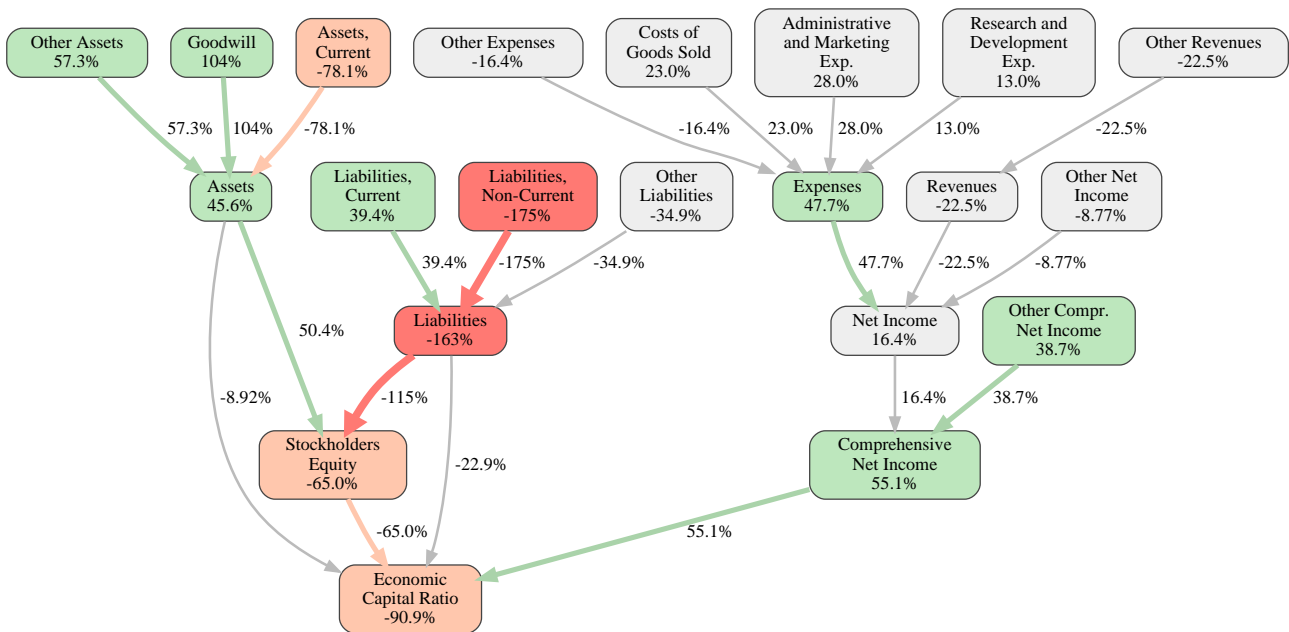 Other Assets
57.3%
Goodwill
104%
Assets,
Current
-78.1%
Other Expenses
-16.4%
Costs of
Goods Sold
23.0%
Administrative
and Marketing
Exp.
28.0%
Research and
Development
Exp.
13.0%
Other Revenues
-22.5%
57.3%
104%
-78.1%
-16.4%
23.0%
28.0%
13.0%
-22.5%
Assets
45.6%
Liabilities,
Current
39.4%
Liabilities,
Non-Current
-175%
Other
Liabilities
-34.9%
Expenses
47.7%
Revenues
-22.5%
Other Net
Income
-8.77%
39.4%
-175%
-34.9%
47.7%
-22.5%
-8.77%
50.4%
Liabilities
-163%
Net Income
16.4%
Other Compr.
Net Income
38.7%
-8.92%
-115%
16.4%
38.7%
Stockholders
Equity
-65.0%
-22.9%
Comprehensive
Net Income
55.1%
-65.0%
55.1%
Economic
Capital Ratio
-90.9%